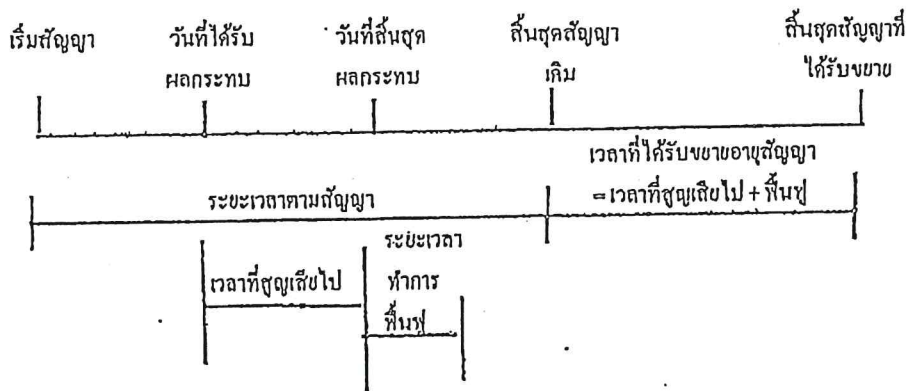 เริ่มสัญญา วันที่ได้รับ วันที่สิ้นสุด สิ้นสุดสัญญา สิ้นสุดสัญญาที่
ผลกระทบ ผลกระทบ เดิม ได้รับขยาย
เวลาที่ได้รับขยายอายุสัญญา
ระยะเวลาตามสัญญา =เวลาที่สูญเสียไป + ฟื้นฟู
ระยะเวลา
เวลาที่สูญเสียไป ทำการ
ฟื้นฟู